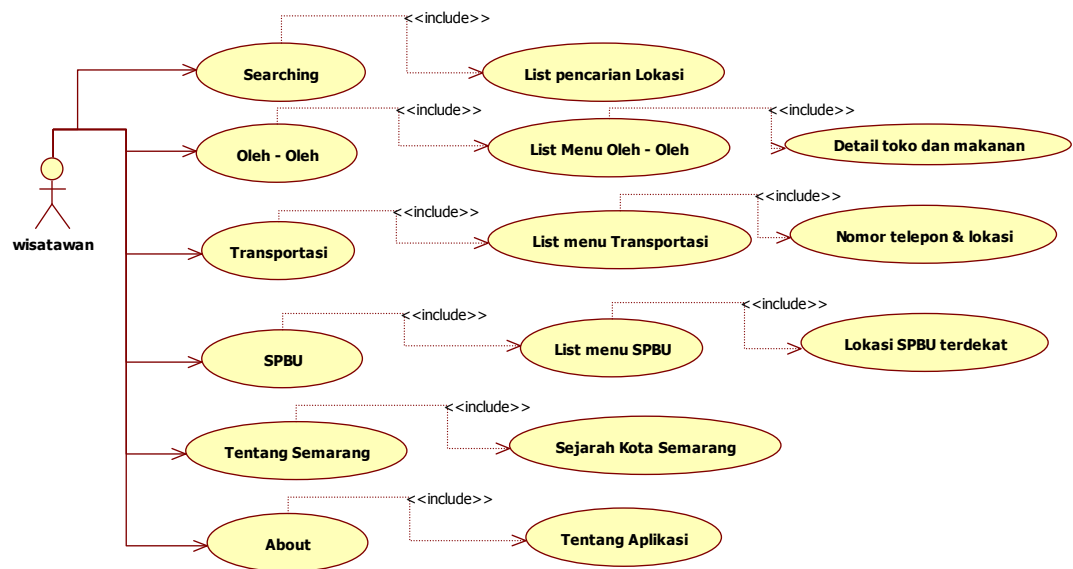 <<include>>
Searching
List pencarian Lokasi
<<include>>
<<include>>
Oleh - Oleh
List Menu Oleh - Oleh
Detail toko dan makanan
wisatawan
<<include>>
<<include>>
Transportasi
List menu Transportasi
Nomor telepon & lokasi
<<include>>
<<include>>
SPBU
List menu SPBU
Lokasi SPBU terdekat
<<include>>
Tentang Semarang
Sejarah Kota Semarang
<<include>>
About
Tentang Aplikasi